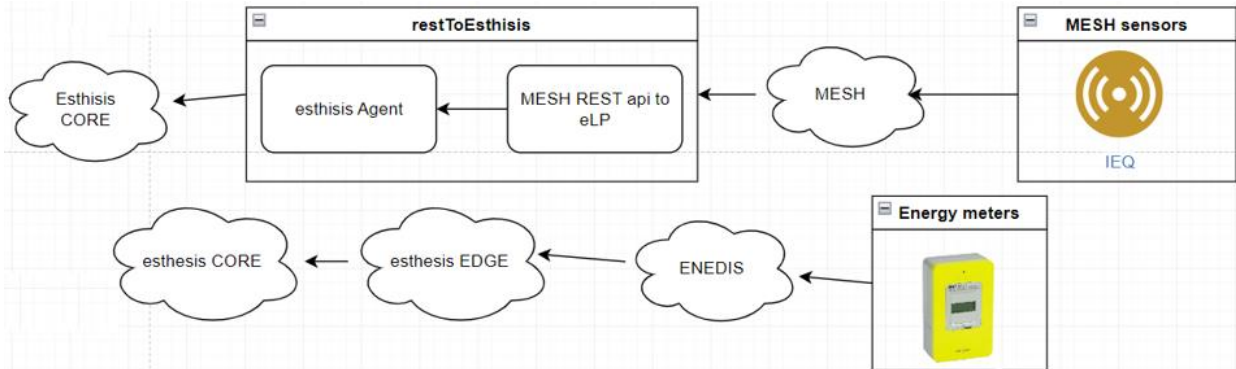 restToEsthisis
MESH sensors
Esthisis
CORE
esthisis Agent
MESH REST api to
eLP
MESH
IEQ
Energy meters
esthesis CORE
esthesis EDGE
ENEDIS